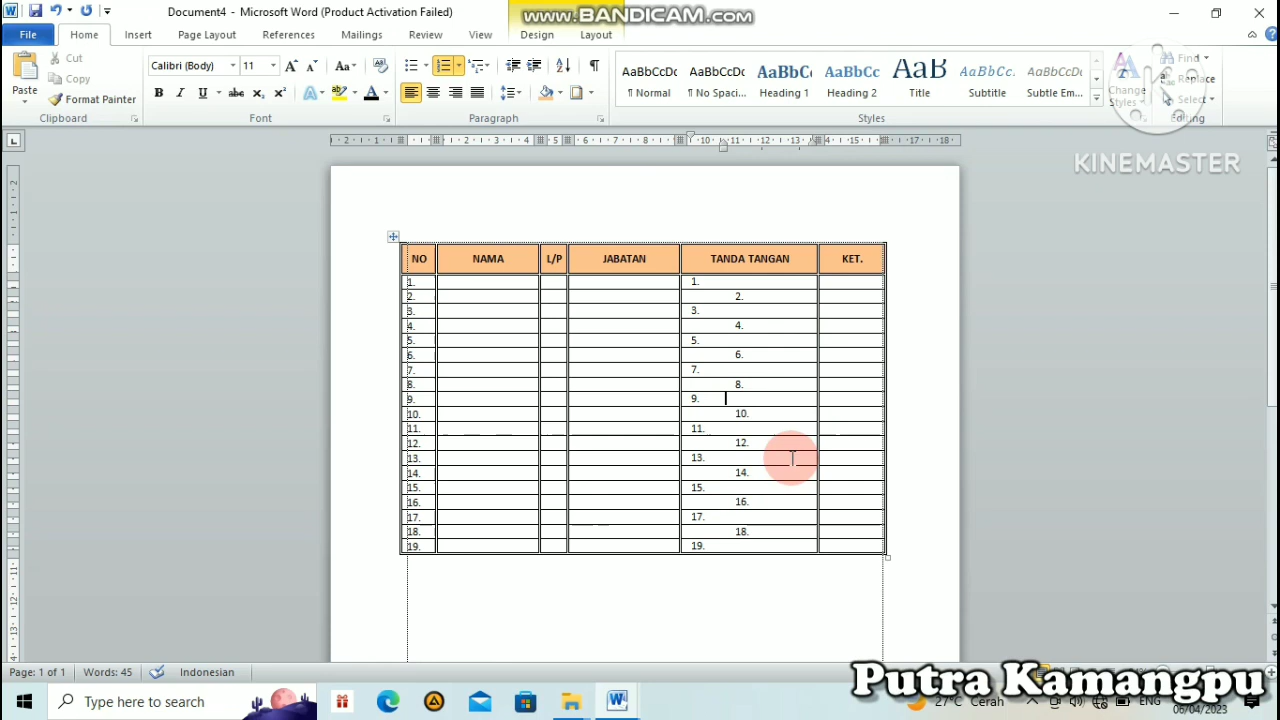 Document4 - Microsoft Word (Product Activation Failed)
www.BANDICAM.com
File Home Insert Page Layout References Mailings Review View Design Layout
Paste
Cut
Copy
Format Painter
Clipboard
Calibri (Body) 11
Font
Paragraph
AaBbCcDc AaBbCcDc AaBbC AaBbCc AaB AaBbCc. AaBbCcDc
¶ Normal ¶ No Spaci... Heading 1 Heading 2 Title Subtitle Subtle Em...
Styles
Change Styles
Find
Replace
Select
Editing
KINEMASTER
NO NAMA L/P JABATAN TANDA TANGAN KET.
1. 1.
2. 2.
3. 3.
4. 4.
5. 5.
6. 6.
7. 7.
8. 8.
9. 9.
10. 10.
11. 11.
12. 12.
13. 13.
14. 14.
15. 15.
16. 16.
17. 17.
18. 18.
19. 19.
Page: 1 of 1 Words: 45 Indonesian
Putra Kamangpu
Type here to search
27°C Cerah
ENG
06/04/2023